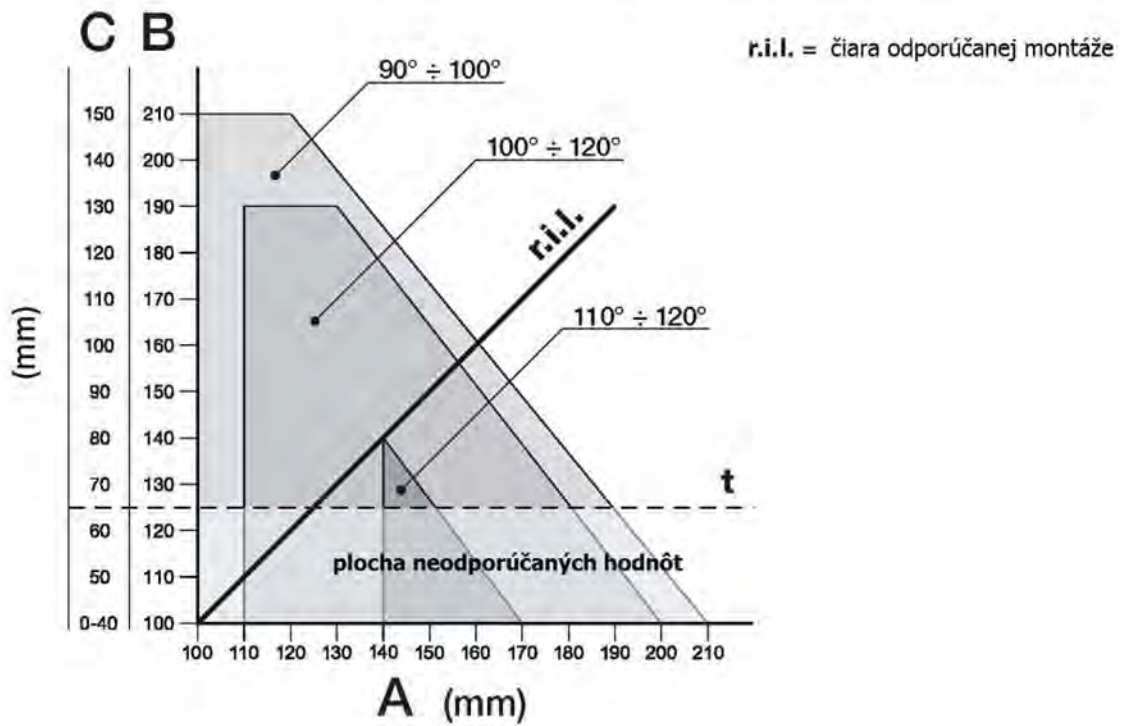 C B
r.i.l. = čiara odporúčanej montáže
90° ÷ 100°
150 210
140 200
100° ÷ 120°
130 190
r.i.l.
120 180
110 170
110° ÷ 120°
(mm)
100 160
90 150
80 140
70 130
t
60 120
plocha neodporúčaných hodnôt
50 110
0-40 100
100 110 120 130 140 150 160 170 180 190 200 210
A (mm)